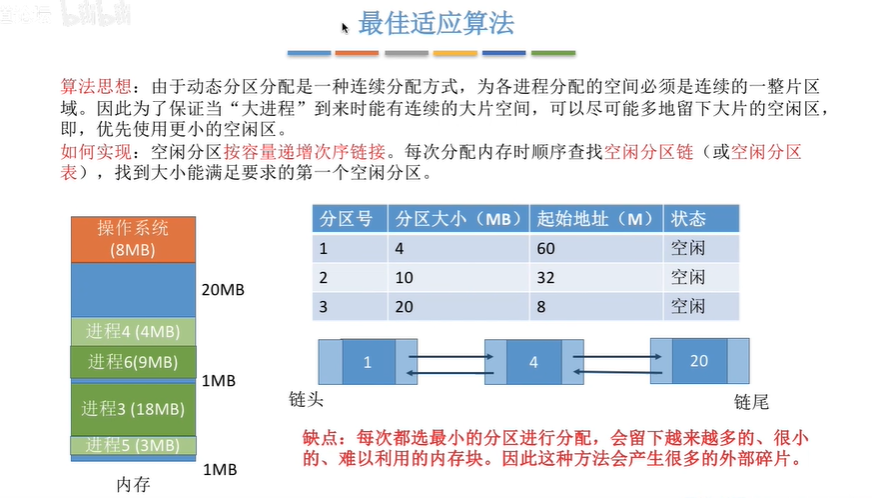 bilibili
最佳适应算法
算法思想：由于动态分区分配是一种连续分配方式，为各进程分配的空间必须是连续的一整片区
域。因此为了保证当“大进程”到来时能有连续的大片空间，可以尽可能多地留下大片的空闲区，
即，优先使用更小的空闲区。
如何实现：空闲分区按容量递增次序链接。每次分配内存时顺序查找空闲分区链（或空闲分区
表），找到大小能满足要求的第一个空闲分区。
操作系统
(8MB)
20MB
进程4 (4MB)
进程6(9MB)
1MB
进程3 (18MB)
进程5 (3MB)
1MB
内存
分区号 分区大小（MB） 起始地址（M） 状态
1 4 60 空闲
2 10 32 空闲
3 20 8 空闲
1 4 20
链头
链尾
缺点：每次都选最小的分区进行分配，会留下越来越多的、很小
的、难以利用的内存块。因此这种方法会产生很多的外部碎片。